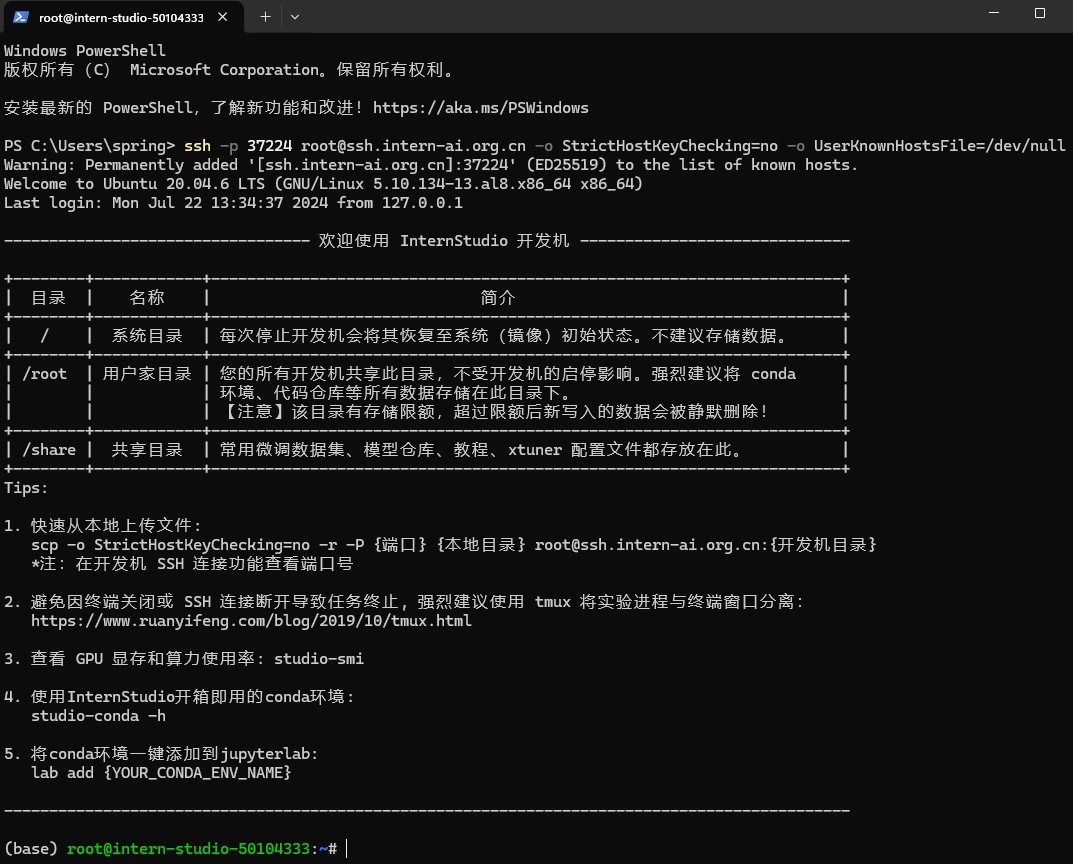 root@intern-studio-50104333
Windows PowerShell
版权所有（C） Microsoft Corporation。保留所有权利。
安装最新的 PowerShell，了解新功能和改进！https://aka.ms/PSWindows
PS C:\Users\spring> ssh -p 37224 root@ssh.intern-ai.org.cn -o StrictHostKeyChecking=no -o UserKnownHostsFile=/dev/null
Warning: Permanently added '[ssh.intern-ai.org.cn]:37224' (ED25519) to the list of known hosts.
Welcome to Ubuntu 20.04.6 LTS (GNU/Linux 5.10.134-13.al8.x86_64 x86_64)
Last login: Mon Jul 22 13:34:37 2024 from 127.0.0.1
---------------------------------- 欢迎使用 InternStudio 开发机 ------------------------------
+--------+------------+----------------------------------------------------------------------+
| 目录 | 名称 | 简介 |
+--------+------------+----------------------------------------------------------------------+
| / | 系统目录 | 每次停止开发机会将其恢复至系统（镜像）初始状态。不建议存储数据。 |
+--------+------------+----------------------------------------------------------------------+
| /root | 用户家目录 | 您的所有开发机共享此目录，不受开发机的启停影响。强烈建议将 conda |
| | | 环境、代码仓库等所有数据存储在此目录下。 |
| | | 【注意】该目录有存储限额，超过限额后新写入的数据会被静默删除！ |
+--------+------------+----------------------------------------------------------------------+
| /share | 共享目录 | 常用微调数据集、模型仓库、教程、xtuner 配置文件都存放在此。 |
+--------+------------+----------------------------------------------------------------------+
Tips:
1. 快速从本地上传文件：
scp -o StrictHostKeyChecking=no -r -P {端口} {本地目录} root@ssh.intern-ai.org.cn:{开发机目录}
*注：在开发机 SSH 连接功能查看端口号
2. 避免因终端关闭或 SSH 连接断开导致任务终止，强烈建议使用 tmux 将实验进程与终端窗口分离：
https://www.ruanyifeng.com/blog/2019/10/tmux.html
3. 查看 GPU 显存和算力使用率：studio-smi
4. 使用InternStudio开箱即用的conda环境：
studio-conda -h
5. 将conda环境一键添加到jupyterlab:
lab add {YOUR_CONDA_ENV_NAME}
----------------------------------------------------------------------------------------------
(base) root@intern-studio-50104333:~#